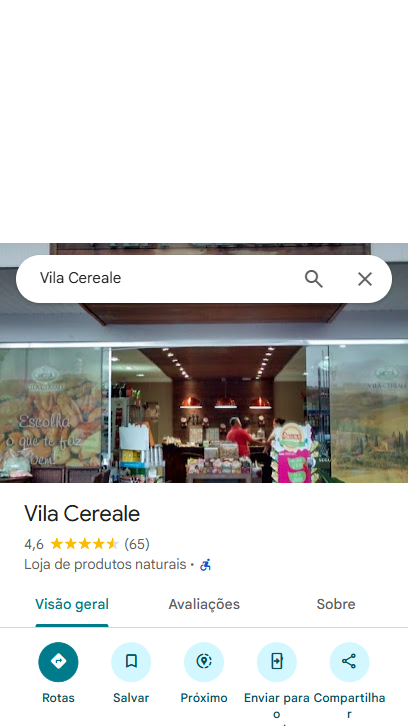 Vila Cereale
Escolha
o que te faz
bem!
Vila Cereale
4,6 (65)
Loja de produtos naturais ·
Visão geral Avaliações Sobre
Rotas Salvar Próximo Enviar para o Compartilhar